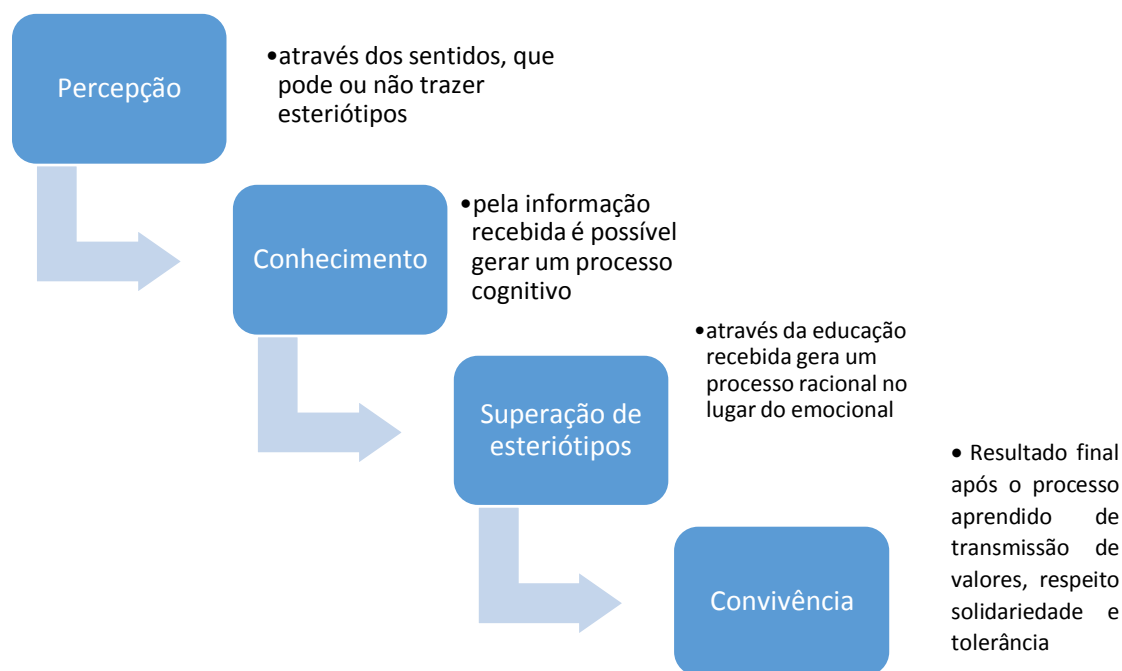 Percepção
•através dos sentidos, que
pode ou não trazer
esteriótipos
Conhecimento
•pela informação
recebida é possível
gerar um processo
cognitivo
Superação de
esteriótipos
•através da educação
recebida gera um
processo racional no
lugar do emocional
Convivência
• Resultado final
após o processo
aprendido de
transmissão de
valores, respeito
solidariedade e
tolerância